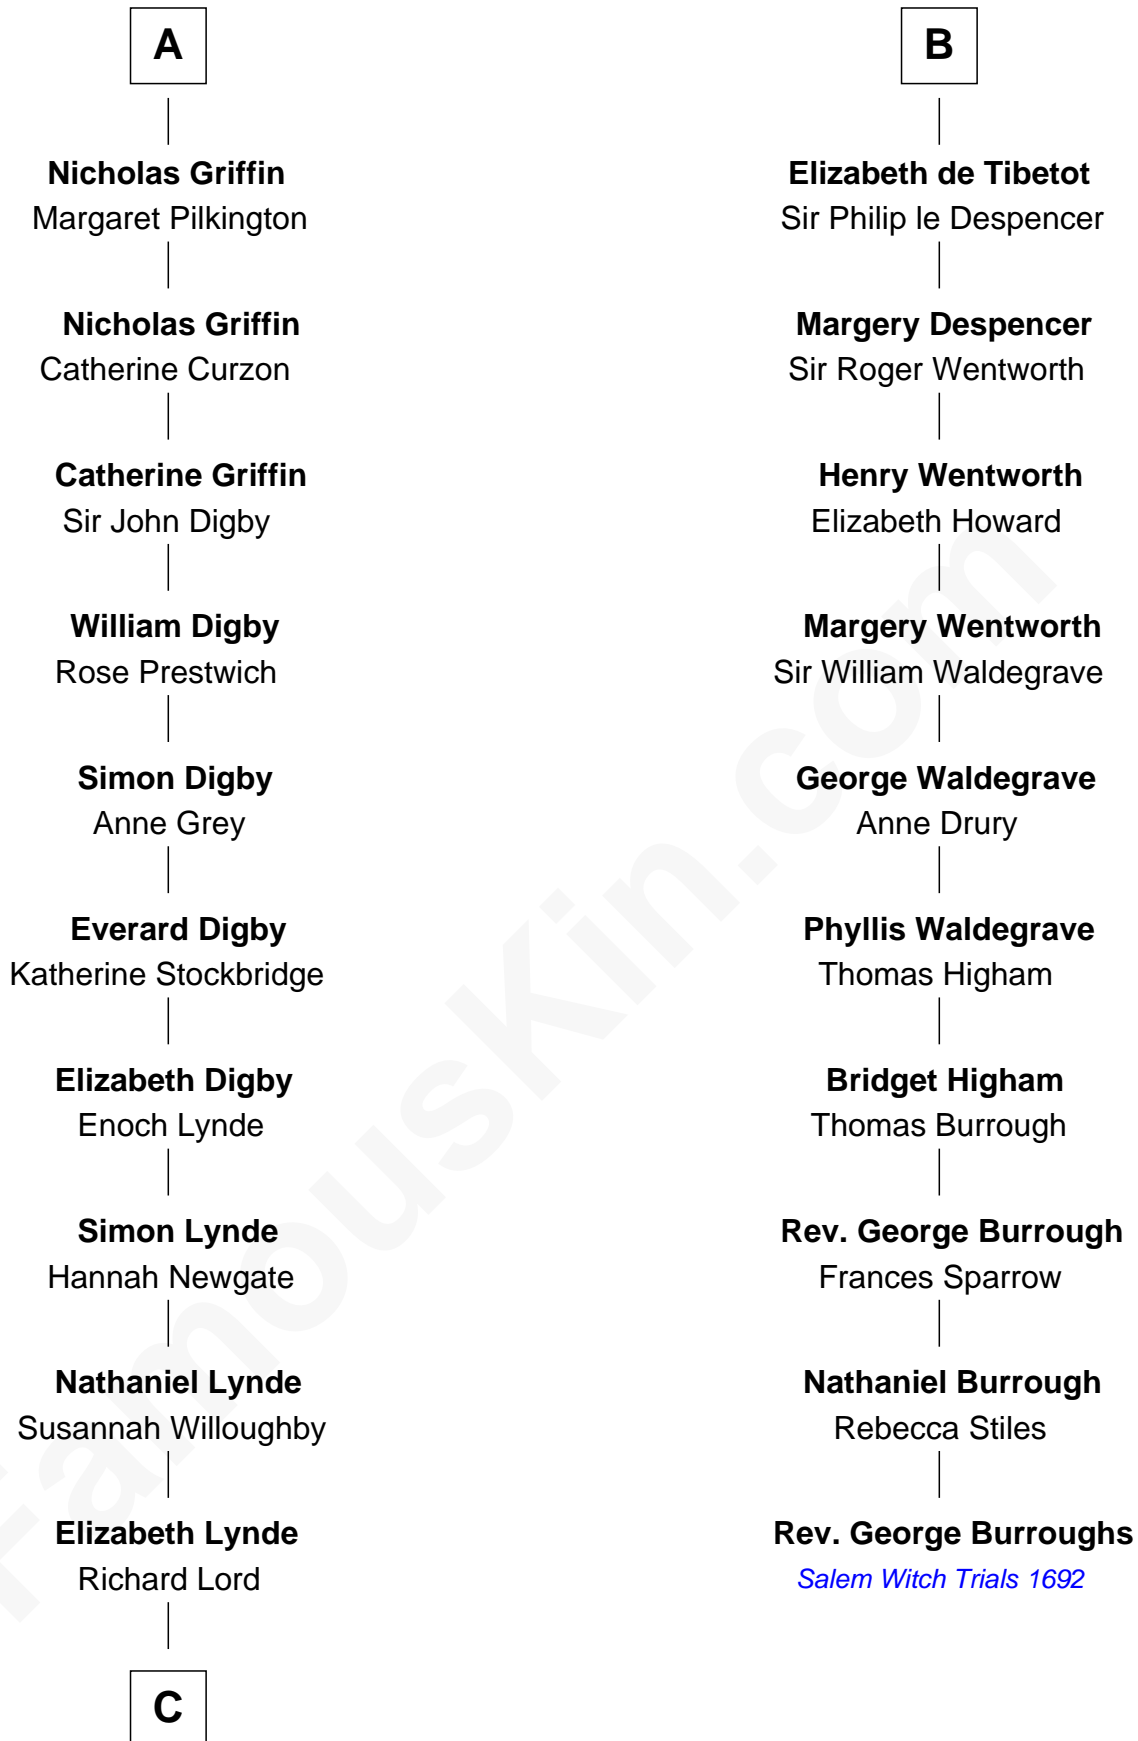 A
Nicholas Griffin
Margaret Pilkington
Nicholas Griffin
Catherine Curzon
Catherine Griffin
Sir John Digby
William Digby
Rose Prestwich
Simon Digby
Anne Grey
Everard Digby
Katherine Stockbridge
Elizabeth Digby
Enoch Lynde
Simon Lynde
Hannah Newgate
Nathaniel Lynde
Susannah Willoughby
Elizabeth Lynde
Richard Lord
C
B
Elizabeth de Tibetot
Sir Philip le Despencer
Margery Despencer
Sir Roger Wentworth
Henry Wentworth
Elizabeth Howard
Margery Wentworth
Sir William Waldegrave
George Waldegrave
Anne Drury
Phyllis Waldegrave
Thomas Higham
Bridget Higham
Thomas Burrough
Rev. George Burrough
Frances Sparrow
Nathaniel Burrough
Rebecca Stiles
Rev. George Burroughs
Salem Witch Trials 1692
FamousKin.com